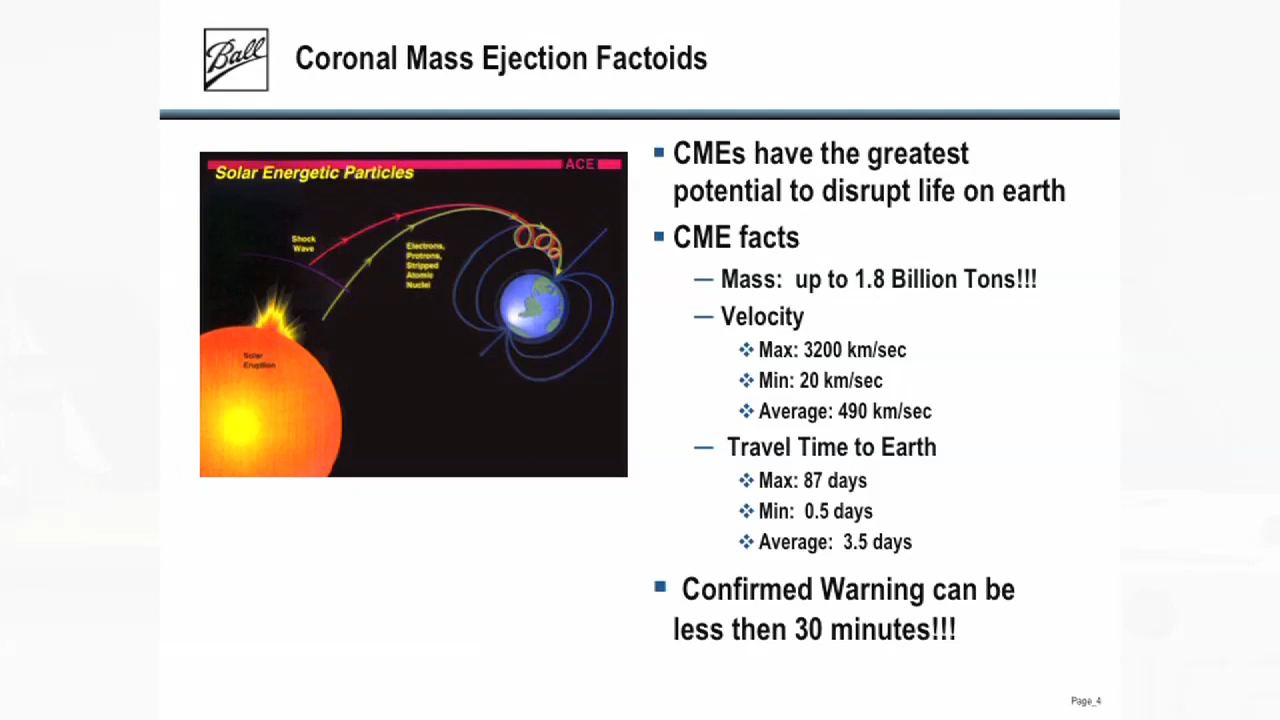 Ball
Coronal Mass Ejection Factoids
ACE
Solar Energetic Particles
Shock
Wave
Electrons,
Protrons,
Stripped
Atomic
Nuclei
Solar
Eruption
CMEs have the greatest
potential to disrupt life on earth
CME facts
— Mass: up to 1.8 Billion Tons!!!
— Velocity
Max: 3200 km/sec
Min: 20 km/sec
Average: 490 km/sec
— Travel Time to Earth
Max: 87 days
Min: 0.5 days
Average: 3.5 days
Confirmed Warning can be
less then 30 minutes!!!
Page_4